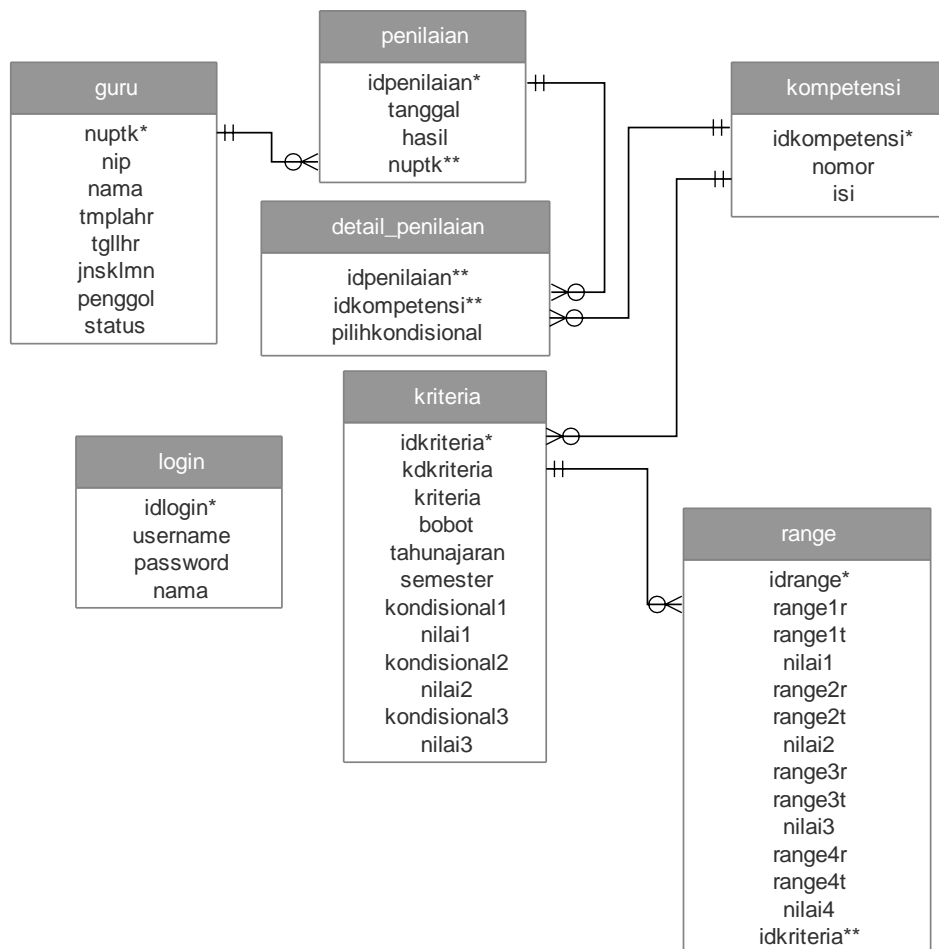 guru
nuptk*
nip
nama
tmplahr
tgllhr
jnsklmn
penggol
status
penilaian
idpenilaian*
tanggal
hasil
nuptk**
kompetensi
idkompetensi*
nomor
isi
detail_penilaian
idpenilaian**
idkompetensi**
pilihkondisional
kriteria
idkriteria*
kdkriteria
kriteria
bobot
tahunajaran
semester
kondisional1
nilai1
kondisional2
nilai2
kondisional3
nilai3
login
idlogin*
username
password
nama
range
idrange*
range1r
range1t
nilai1
range2r
range2t
nilai2
range3r
range3t
nilai3
range4r
range4t
nilai4
idkriteria**